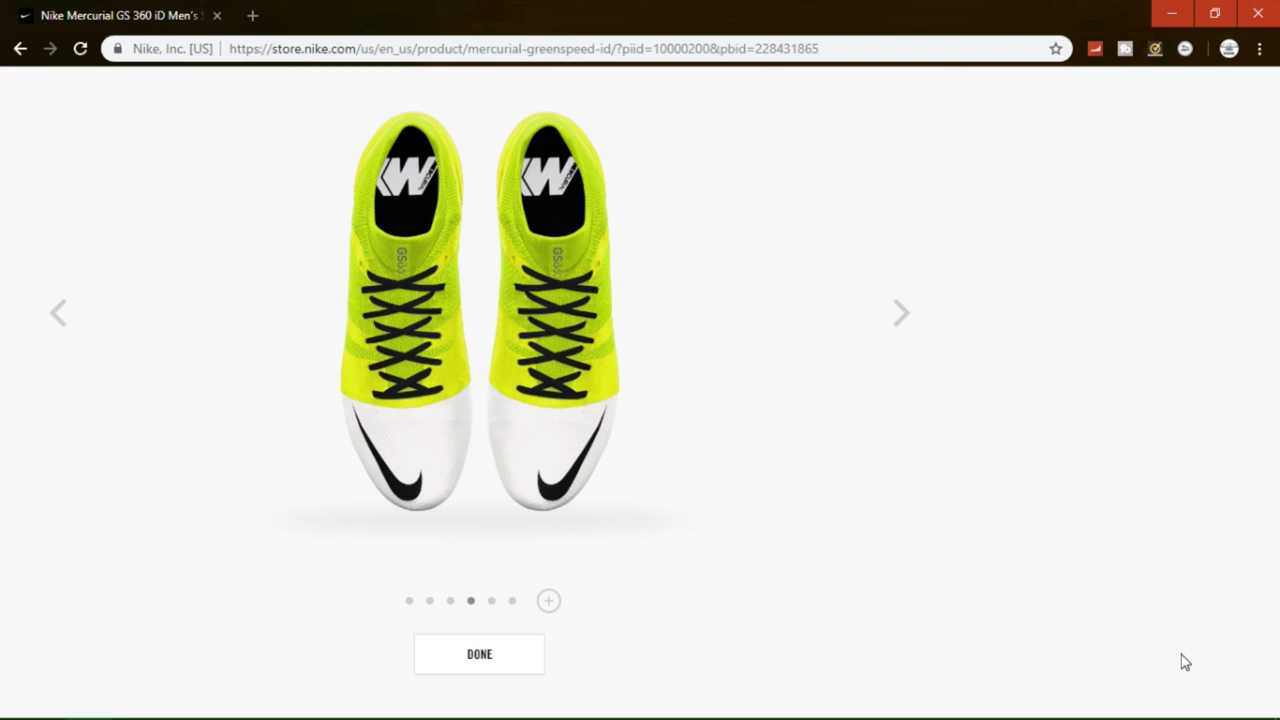 Nike Mercurial GS 360 iD Men's
Nike, Inc. [US]
https://store.nike.com/us/en_us/product/mercurial-greenspeed-id/?piid=10000200&pbid=228431865
DONE